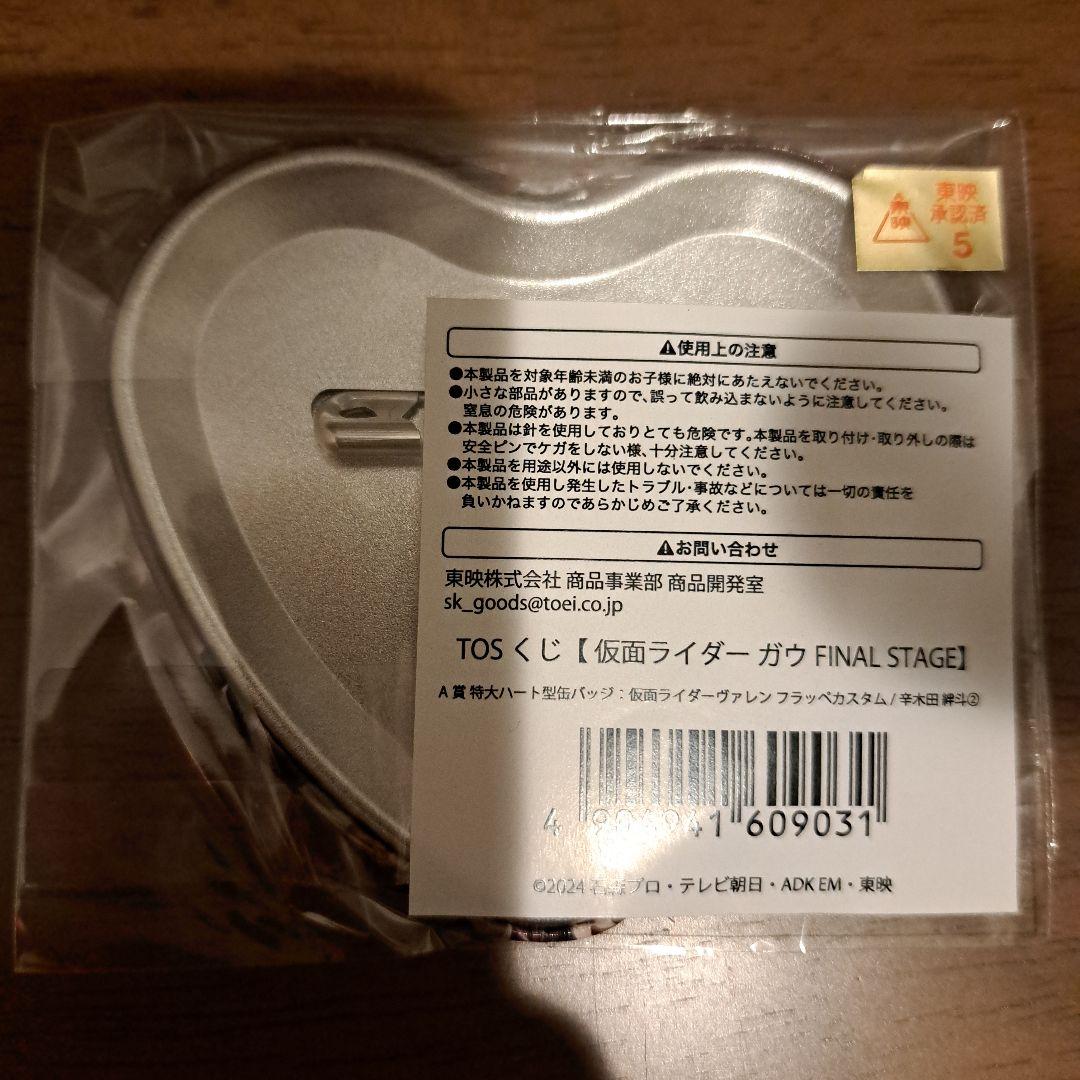 東映
東映
承認済
5
⚠使用上の注意
●本製品を対象年齢未満のお子様に絶対にあたえないでください。
●小さな部品がありますので、誤って飲み込まないように注意してください。
窒息の危険があります。
●本製品は針を使用しておりとても危険です。本製品を取り付け・取り外しの際は
安全ピンでケガをしない様、十分注意してください。
●本製品を用途以外には使用しないでください。
●本製品を使用し発生したトラブル・事故などについては一切の責任を
負いかねますのであらかじめご了承ください。
⚠お問い合わせ
東映株式会社 商品事業部 商品開発室
sk_goods@toei.co.jp
TOS くじ【 仮面ライダー ガウ FINAL STAGE】
A 賞 特大ハート型缶バッジ：仮面ライダーヴァレン フラッペカスタム / 辛木田 絆斗②
4 609031
©2024 石森プロ・テレビ朝日・ADK EM・東映